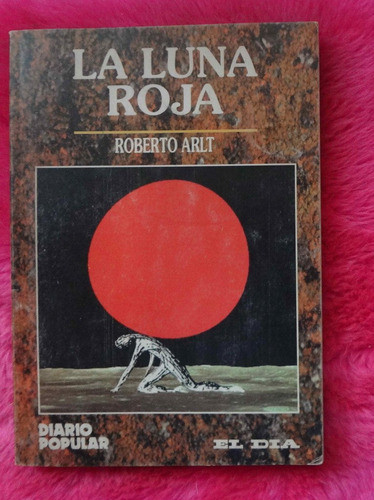 LA LUNA
ROJA
ROBERTO ARLT
DIARIO
POPULAR
EL DIA